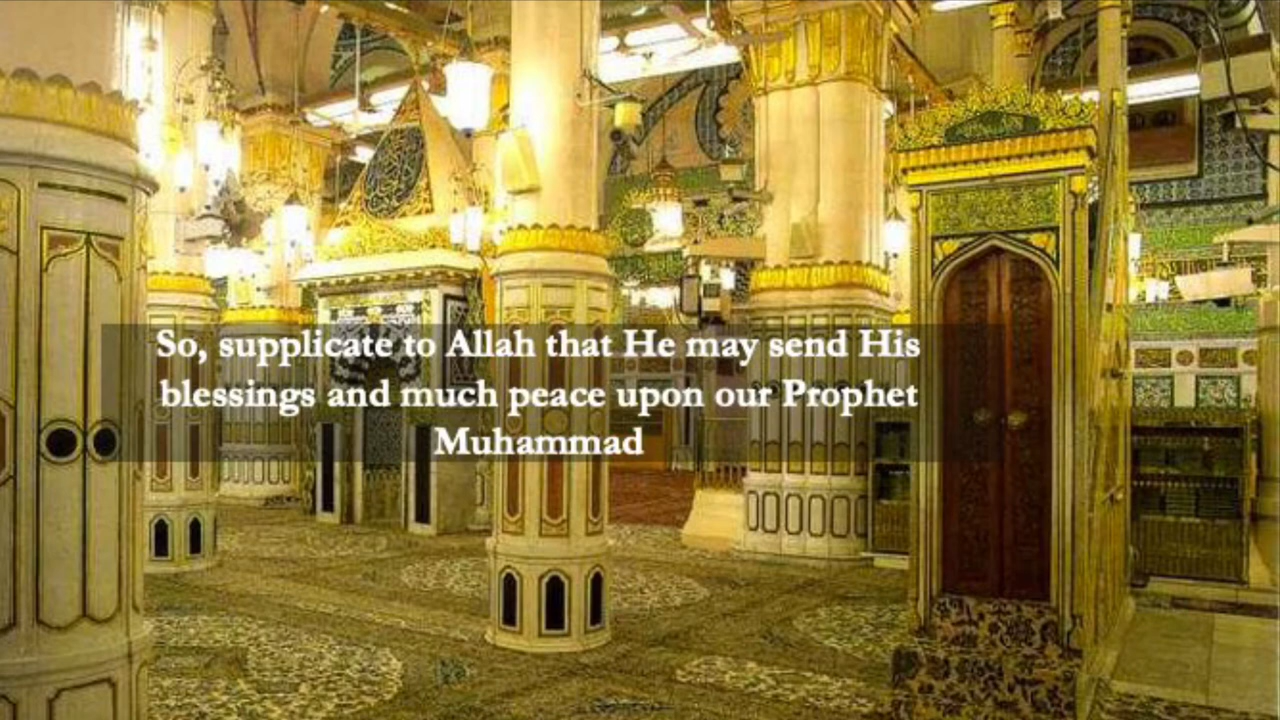 So, supplicate to Allah that He may send His
blessings and much peace upon our Prophet
Muhammad